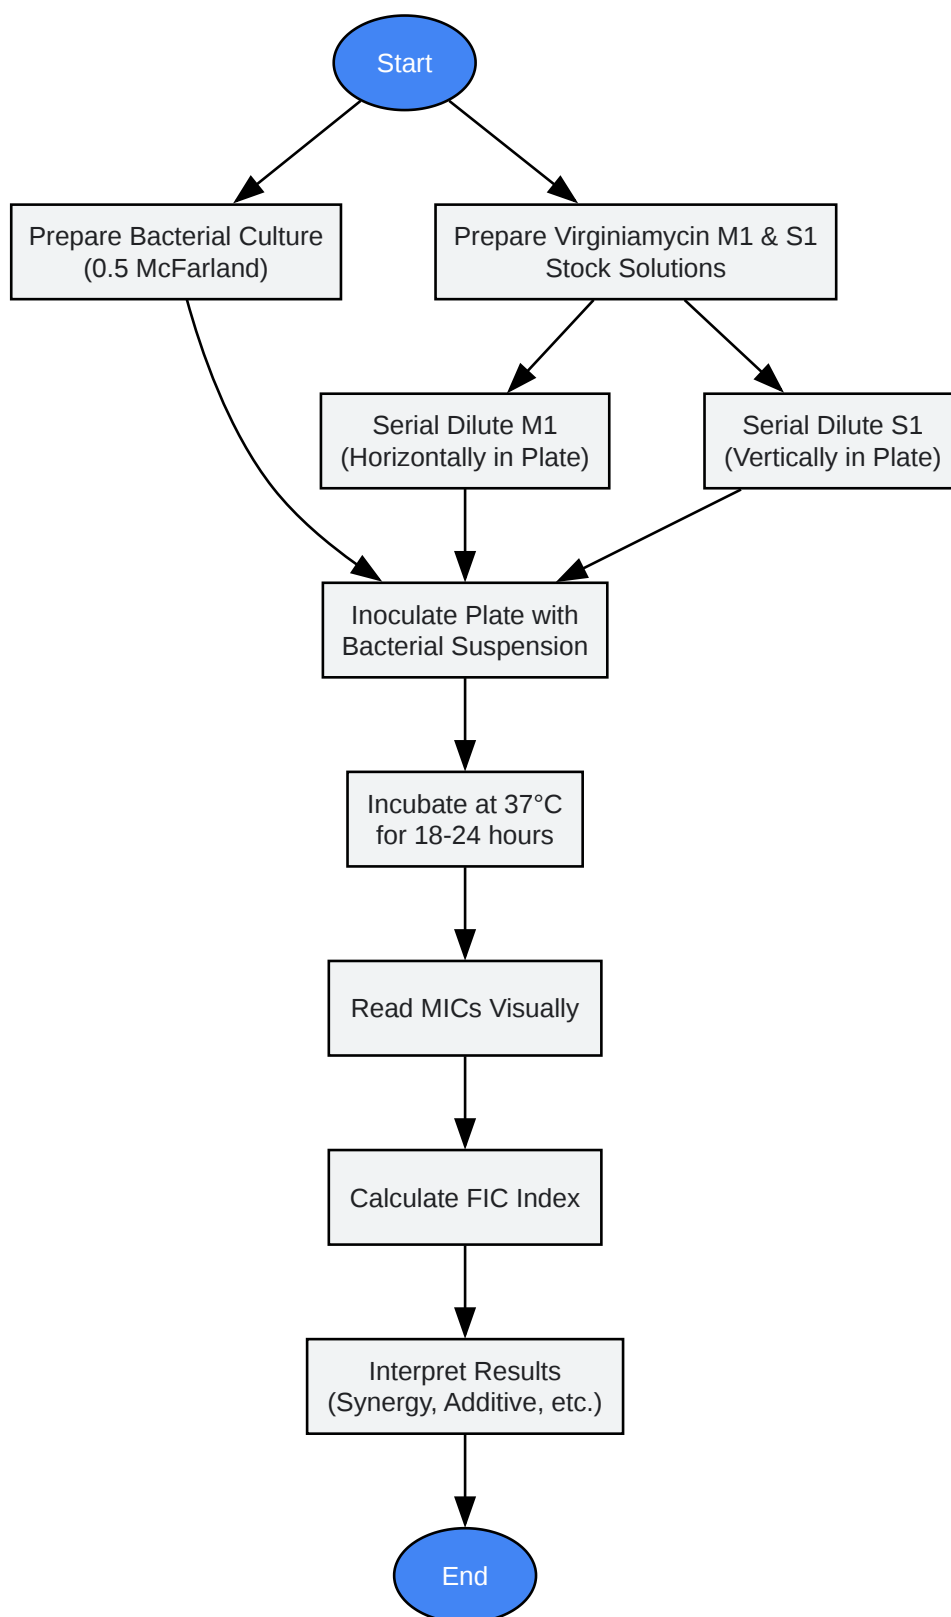 Start
Prepare Bacterial Culture
(0.5 McFarland)
Prepare Virginiamycin M1 & S1
Stock Solutions
Serial Dilute M1
(Horizontally in Plate)
Serial Dilute S1
(Vertically in Plate)
Inoculate Plate with
Bacterial Suspension
Incubate at 37°C
for 18-24 hours
Read MICs Visually
Calculate FIC Index
Interpret Results
(Synergy, Additive, etc.)
End